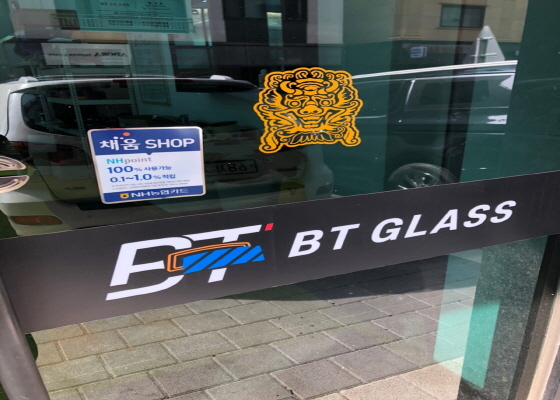 채움 SHOP
NHpoint
100% 사용가능
0.1~1.0% 적립
NH농협카드
BT
BT GLASS